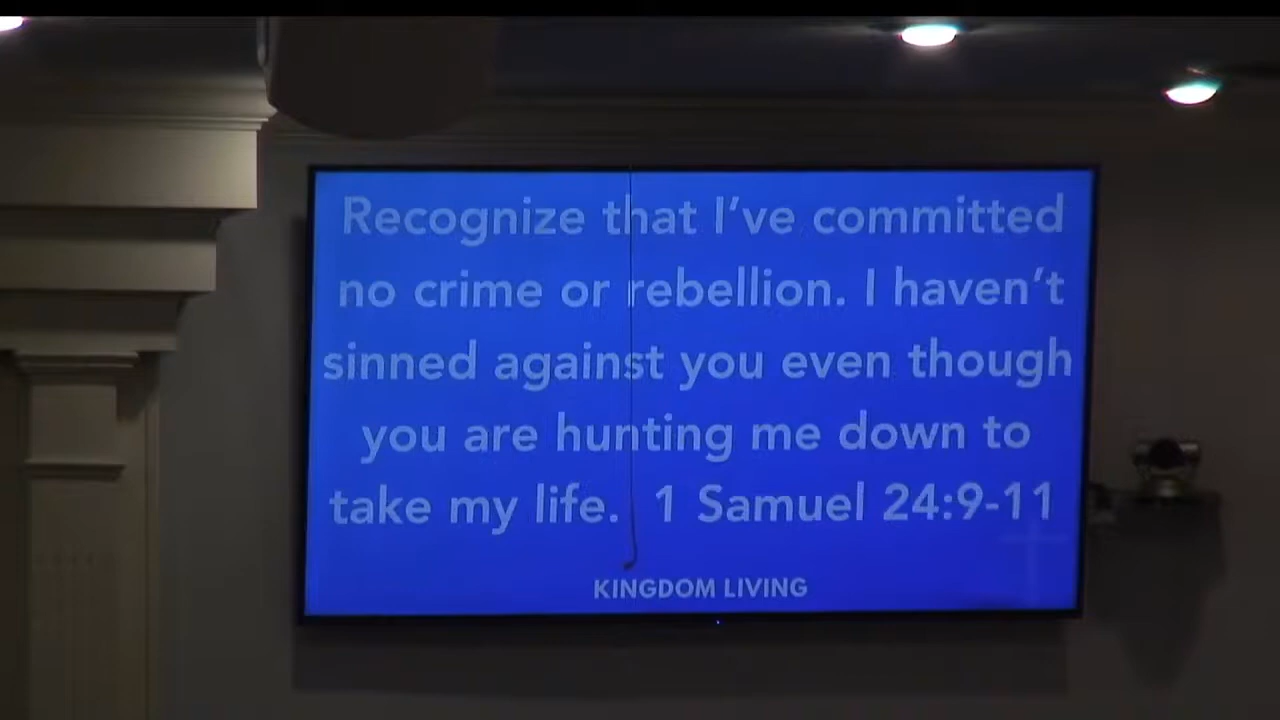 Recognize that I've committed
no crime or rebellion. I haven't
sinned against you even though
you are hunting me down to
take my life. 1 Samuel 24:9-11
KINGDOM LIVING